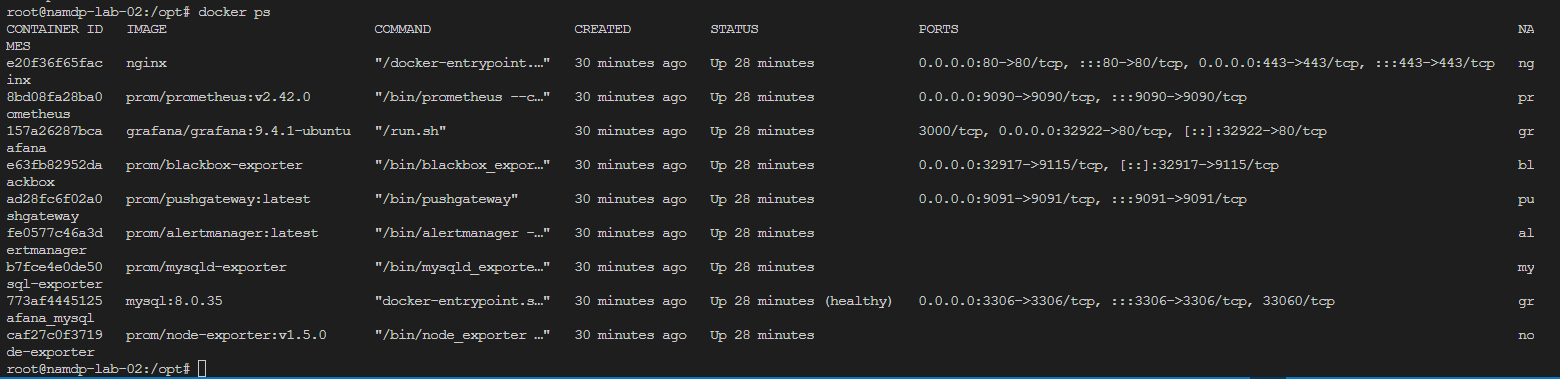 root@namdp-lab-02:/opt# docker ps
CONTAINER ID   IMAGE                         COMMAND                  CREATED          STATUS                    PORTS                                                                      NA
MES
e20f36f65fac   nginx                         "/docker-entrypoint.…"   30 minutes ago   Up 28 minutes             0.0.0.0:80->80/tcp, :::80->80/tcp, 0.0.0.0:443->443/tcp, :::443->443/tcp   ng
inx
8bd08fa28ba0   prom/prometheus:v2.42.0       "/bin/prometheus --c…"   30 minutes ago   Up 28 minutes             0.0.0.0:9090->9090/tcp, :::9090->9090/tcp                                  pr
ometheus
157a26287bca   grafana/grafana:9.4.1-ubuntu   "/run.sh"                30 minutes ago   Up 28 minutes             3000/tcp, 0.0.0.0:32922->80/tcp, [::]:32922->80/tcp                        gr
afana
e63fb82952da   prom/blackbox-exporter        "/bin/blackbox_expor…"   30 minutes ago   Up 28 minutes             0.0.0.0:32917->9115/tcp, [::]:32917->9115/tcp                              bl
ackbox
ad28fc6f02a0   prom/pushgateway:latest       "/bin/pushgateway"       30 minutes ago   Up 28 minutes             0.0.0.0:9091->9091/tcp, :::9091->9091/tcp                                  pu
shgateway
fe0577c46a3d   prom/alertmanager:latest      "/bin/alertmanager -…"   30 minutes ago   Up 28 minutes                                                                                        al
ertmanager
b7fce4e0de50   prom/mysqld-exporter          "/bin/mysqld_exporte…"   30 minutes ago   Up 28 minutes                                                                                        my
sql-exporter
773af4445125   mysql:8.0.35                  "docker-entrypoint.s…"   30 minutes ago   Up 28 minutes (healthy)   0.0.0.0:3306->3306/tcp, :::3306->3306/tcp, 33060/tcp                       gr
afana_mysql
caf27c0f3719   prom/node-exporter:v1.5.0     "/bin/node_exporter …"   30 minutes ago   Up 28 minutes                                                                                        no
de-exporter
root@namdp-lab-02:/opt#